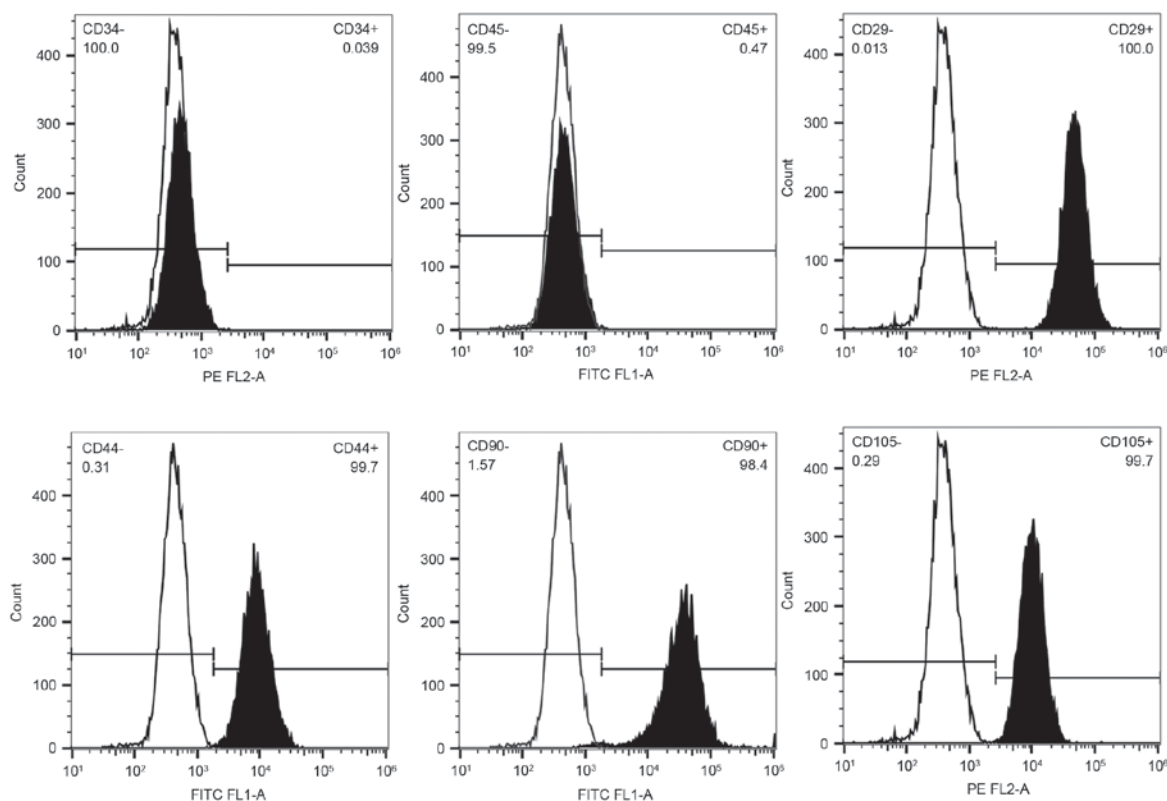 CD34- CD34+
100.0 0.039
400
300
200
100
0
Count
10¹ 10² 10³ 10⁴ 10⁵ 10⁶
PE FL2-A
CD45- CD45+
99.5 0.47
400
300
200
100
0
Count
10¹ 10² 10³ 10⁴ 10⁵ 10⁶
FITC FL1-A
CD29- CD29+
0.013 100.0
400
300
200
100
0
Count
10¹ 10² 10³ 10⁴ 10⁵ 10⁶
PE FL2-A
CD44- CD44+
0.31 99.7
400
300
200
100
0
Count
10¹ 10² 10³ 10⁴ 10⁵ 10⁶
FITC FL1-A
CD90- CD90+
1.57 98.4
400
300
200
100
0
Count
10¹ 10² 10³ 10⁴ 10⁵ 10⁶
FITC FL1-A
CD105- CD105+
0.29 99.7
400
300
200
100
0
Count
10¹ 10² 10³ 10⁴ 10⁵ 10⁶
PE FL2-A